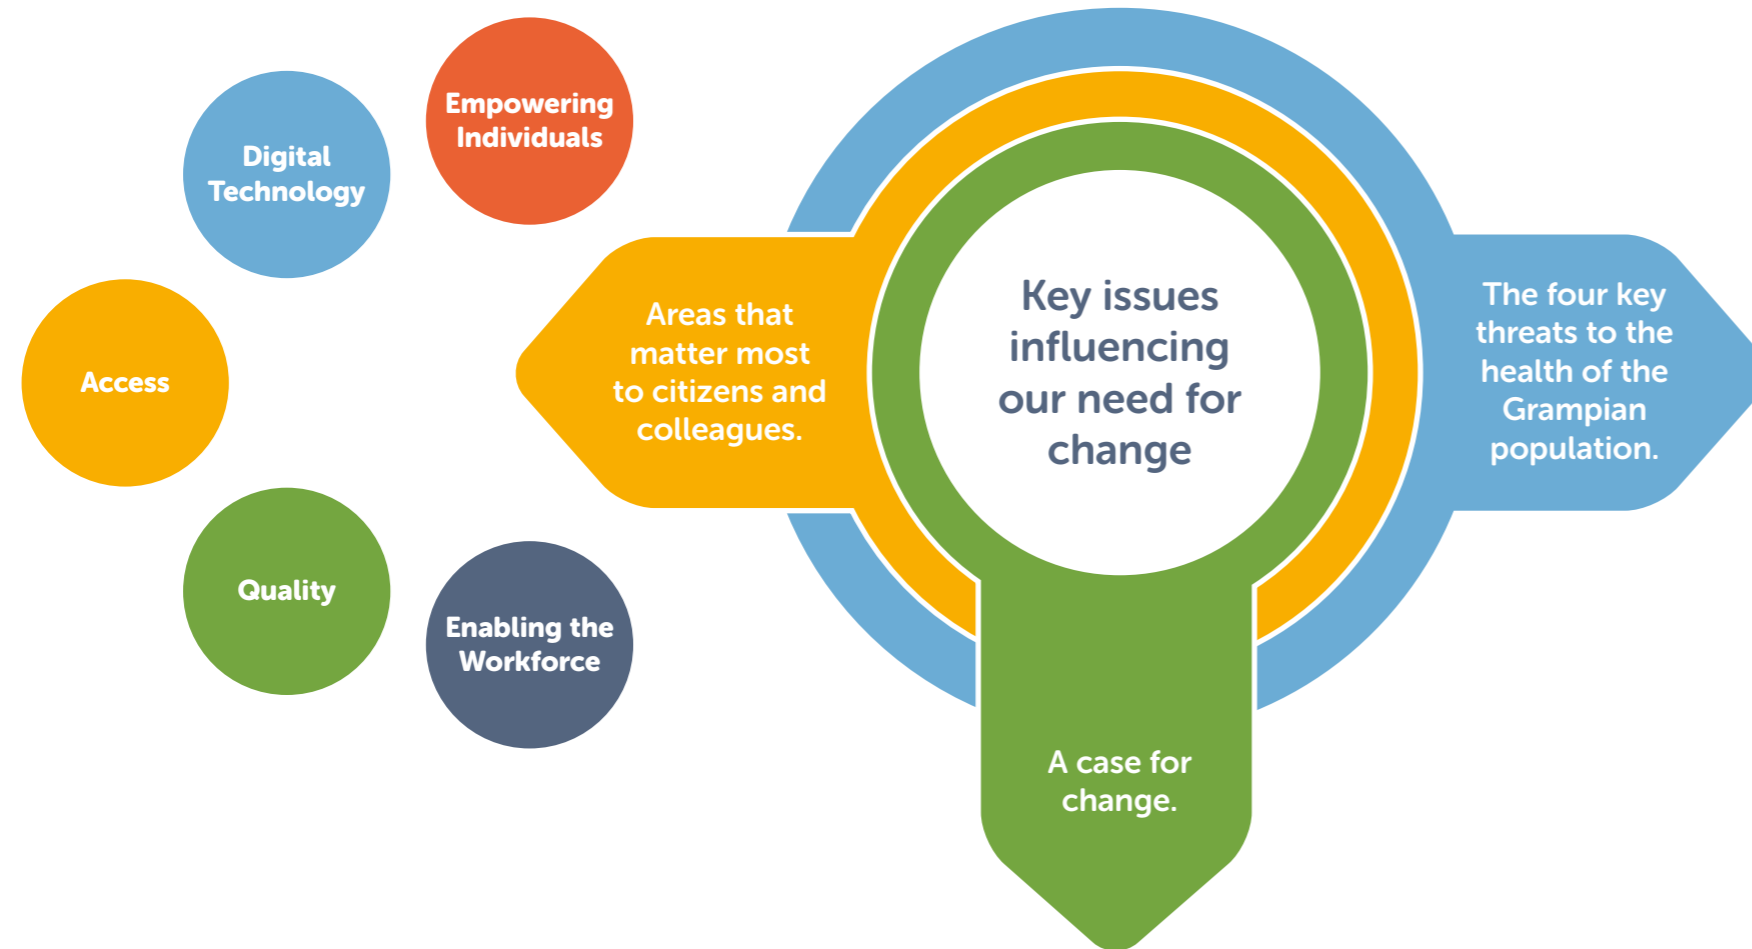 Empowering
Individuals
Digital
Technology
Access
Quality
Enabling the
Workforce
Areas that
matter most
to citizens and
colleagues.
Key issues
influencing
our need for
change
The four key
threats to the
health of the
Grampian
population.
A case for
change.